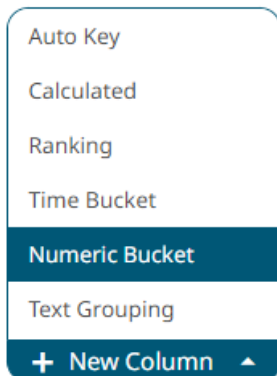 Auto Key
Calculated
Ranking
Time Bucket
Numeric Bucket
Text Grouping
+ New Column